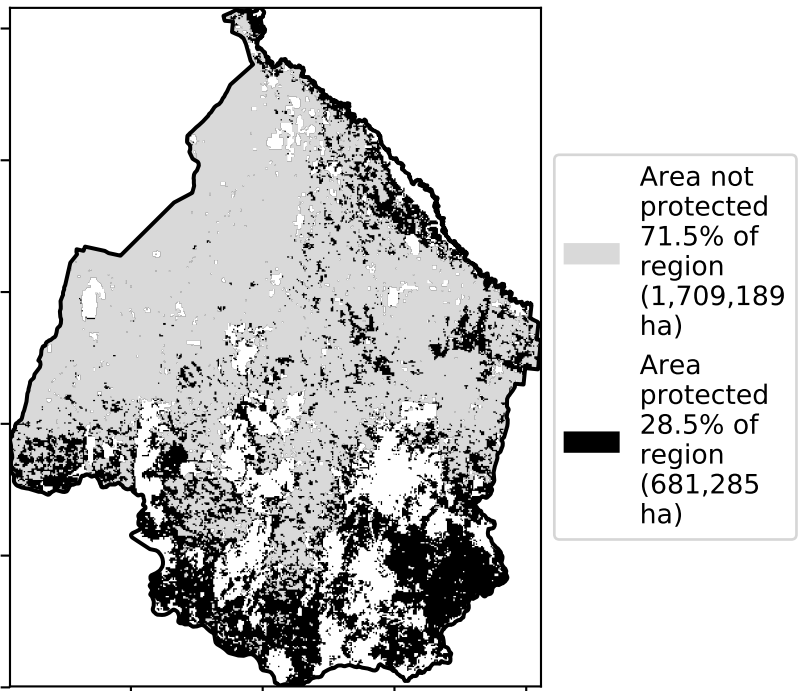 Area not
protected
71.5% of
region
(1,709,189
ha)
Area
protected
28.5% of
region
(681,285
ha)